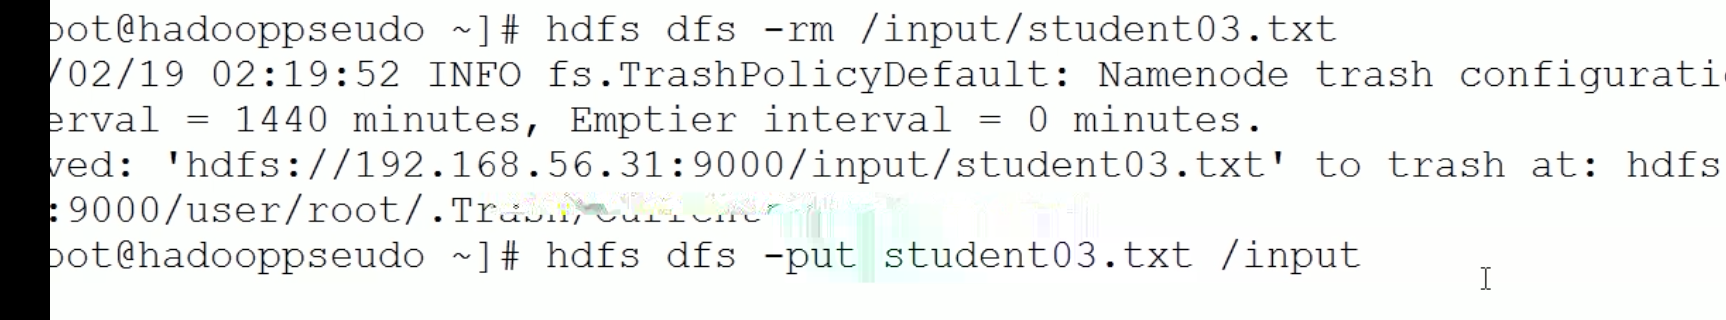 oot@hadooppseudo ~]# hdfs dfs -rm /input/student03.txt
/02/19 02:19:52 INFO fs.TrashPolicyDefault: Namenode trash configurati
erval = 1440 minutes, Emptier interval = 0 minutes.
ved: 'hdfs://192.168.56.31:9000/input/student03.txt' to trash at: hdfs
:9000/user/root/.Trash/Current
oot@hadooppseudo ~]# hdfs dfs -put student03.txt /input